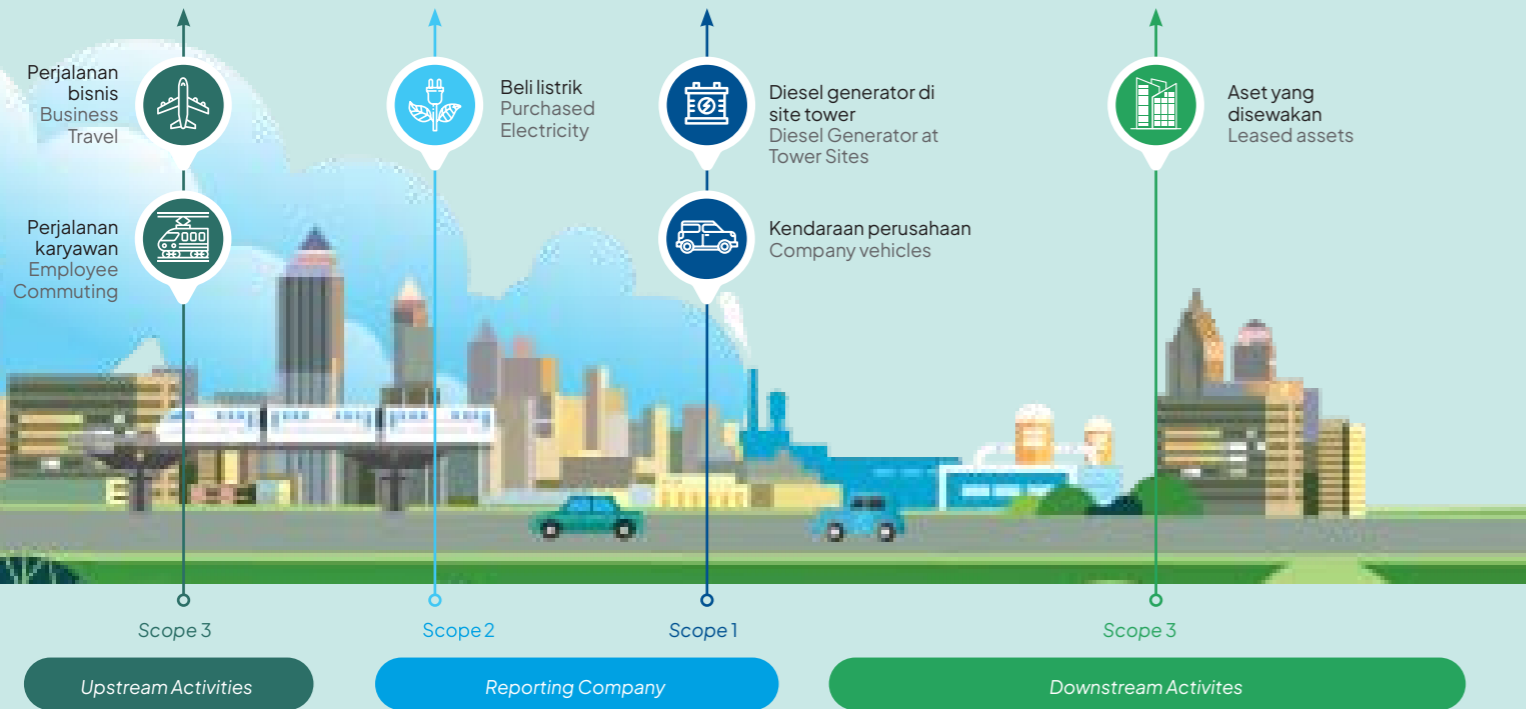 Perjalanan
bisnis
Business
Travel
Perjalanan
karyawan
Employee
Commuting
Beli listrik
Purchased
Electricity
Diesel generator di
site tower
Diesel Generator at
Tower Sites
Kendaraan perusahaan
Company vehicles
Aset yang
disewakan
Leased assets
Scope 3
Scope 2
Scope 1
Scope 3
Upstream Activities
Reporting Company
Downstream Activites